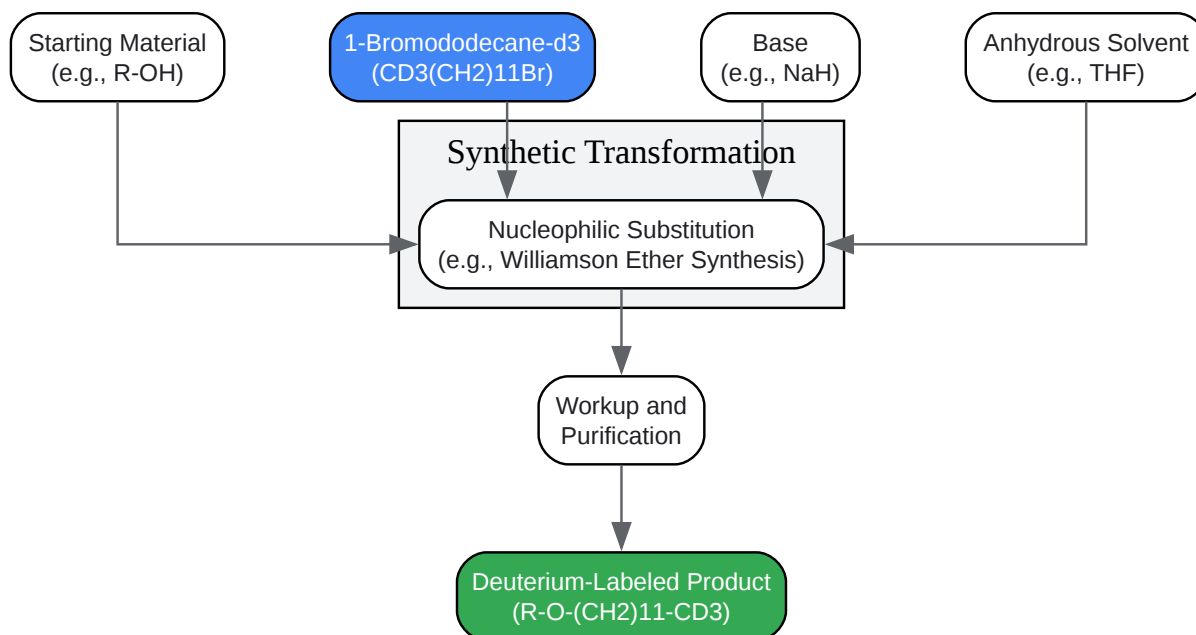 Starting Material
(e.g., R-OH)
1-Bromododecane-d3
(CD3(CH2)11Br)
Base
(e.g., NaH)
Anhydrous Solvent
(e.g., THF)
Synthetic Transformation
Nucleophilic Substitution
(e.g., Williamson Ether Synthesis)
Workup and
Purification
Deuterium-Labeled Product
(R-O-(CH2)11-CD3)